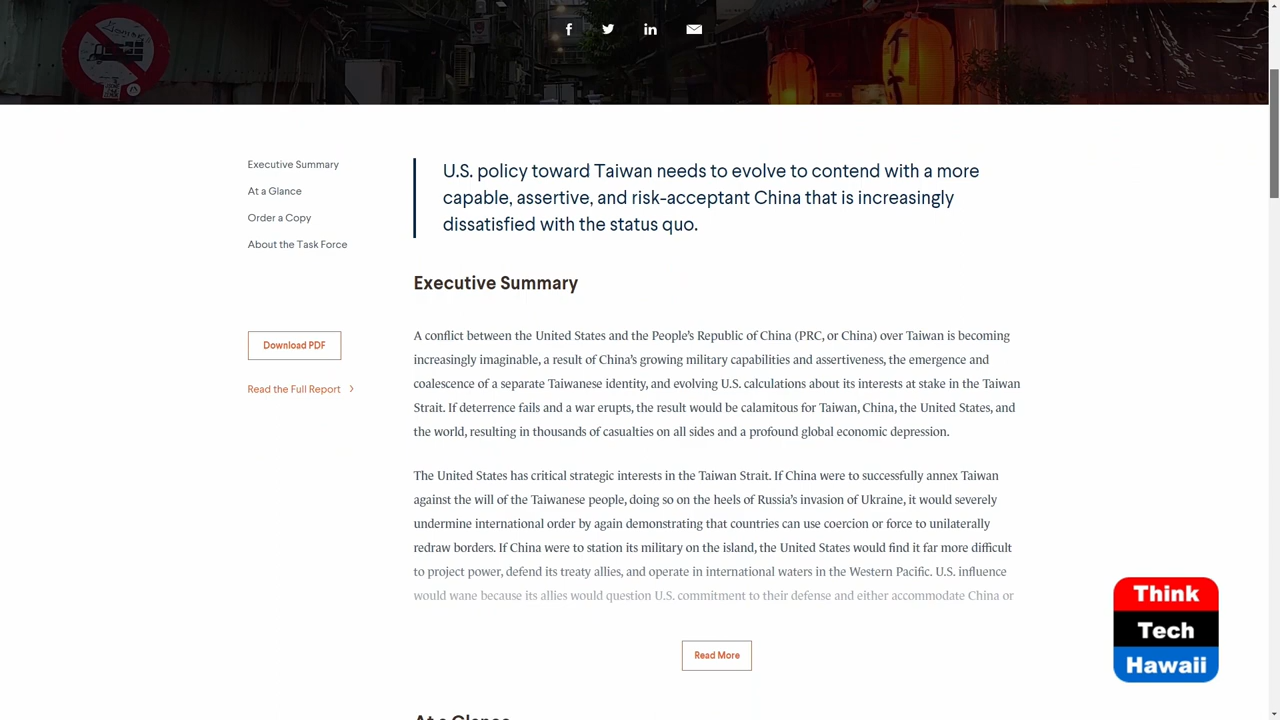 Executive Summary
At a Glance
Order a Copy
About the Task Force
Download PDF
Read the Full Report
U.S. policy toward Taiwan needs to evolve to contend with a more
capable, assertive, and risk-acceptant China that is increasingly
dissatisfied with the status quo.
Executive Summary
A conflict between the United States and the People’s Republic of China (PRC, or China) over Taiwan is becoming
increasingly imaginable, a result of China’s growing military capabilities and assertiveness, the emergence and
coalescence of a separate Taiwanese identity, and evolving U.S. calculations about its interests at stake in the Taiwan
Strait. If deterrence fails and a war erupts, the result would be calamitous for Taiwan, China, the United States, and
the world, resulting in thousands of casualties on all sides and a profound global economic depression.
The United States has critical strategic interests in the Taiwan Strait. If China were to successfully annex Taiwan
against the will of the Taiwanese people, doing so on the heels of Russia’s invasion of Ukraine, it would severely
undermine international order by again demonstrating that countries can use coercion or force to unilaterally
redraw borders. If China were to station its military on the island, the United States would find it far more difficult
to project power, defend its treaty allies, and operate in international waters in the Western Pacific. U.S. influence
would wane because its allies would question U.S. commitment to their defense and either accommodate China or
Read More
At a Glance
Think
Tech
Hawaii